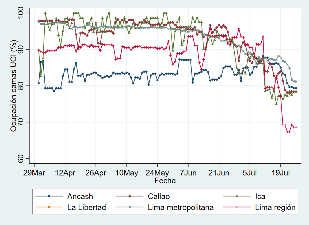 Ocupación camas UCI (%)
100
90
80
70
60
29Mar 12Apr 26Apr 10May 24May 7Jun 21Jun 5Jul 19Jul
Fecha
Ancash Callao Ica
La Libertad Lima metropolitana Lima región